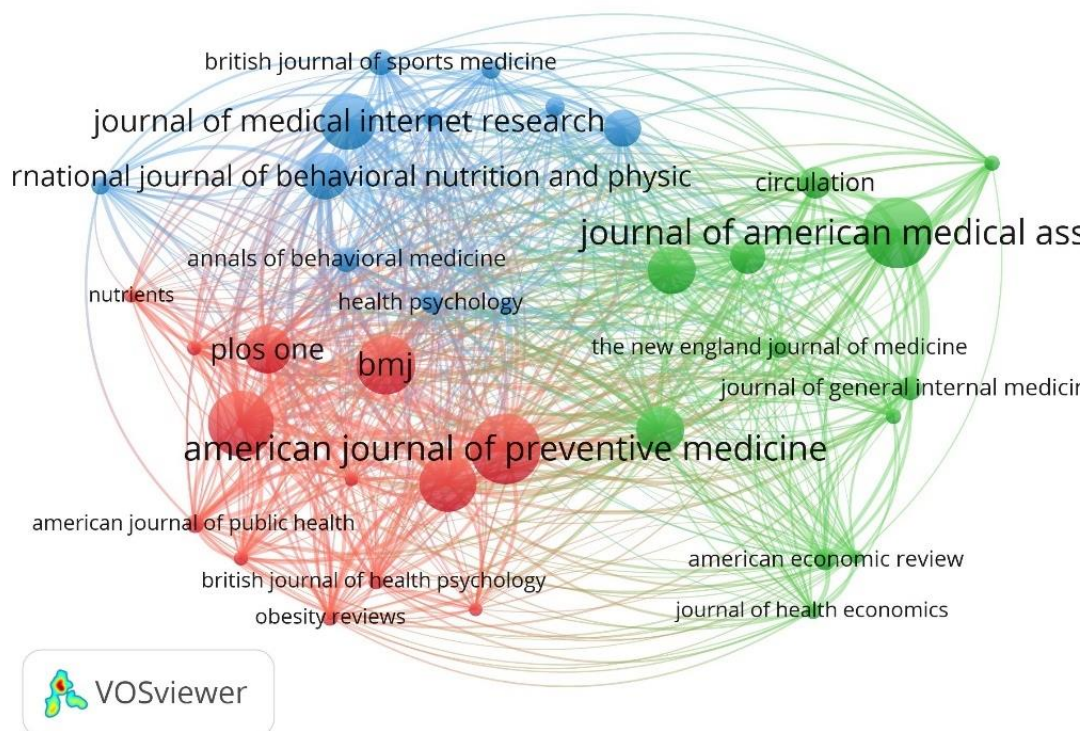 british journal of sports medicine
journal of medical internet research
rnational journal of behavioral nutrition and physic
circulation
journal of american medical ass
annals of behavioral medicine
nutrients
health psychology
plos one
bmj
the new england journal of medicine
journal of general internal medicin
american journal of preventive medicine
american journal of public health
american economic review
british journal of health psychology
obesity reviews
journal of health economics
VOSviewer